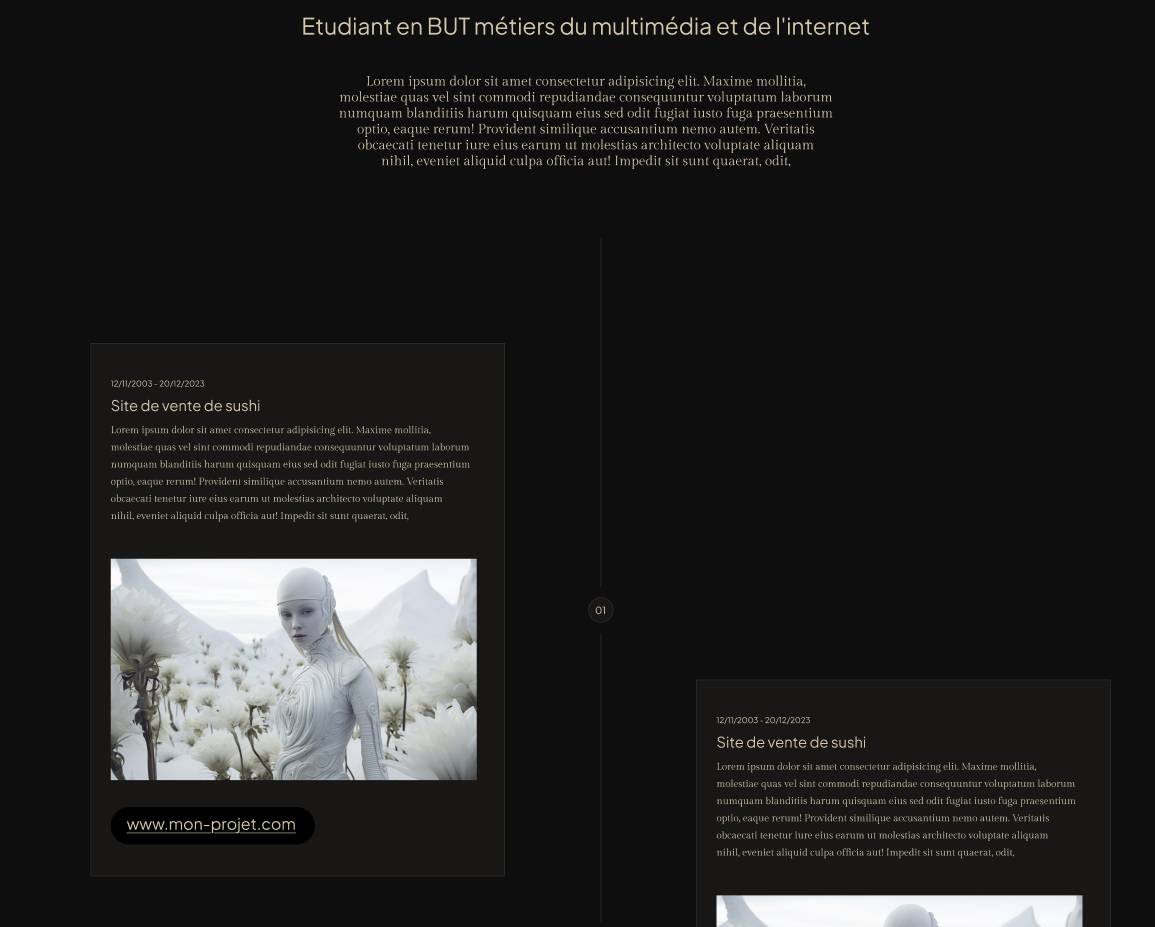 Etudiant en BUT métiers du multimédia et de l'internet
Lorem ipsum dolor sit amet consectetur adipisicing elit. Maxime mollitia,
molestiae quas vel sint commodi repudiandae consequuntur voluptatum laborum
numquam blanditiis harum quisquam eius sed odit fugiat iusto fuga praesentium
optio, eaque rerum! Provident similique accusantium nemo autem. Veritatis
obcaecati tenetur iure eius earum ut molestias architecto voluptate aliquam
nihil, eveniet aliquid culpa officia aut! Impedit sit sunt quaerat, odit,
12/11/2003 - 20/12/2023
Site de vente de sushi
Lorem ipsum dolor sit amet consectetur adipisicing elit. Maxime mollitia,
molestiae quas vel sint commodi repudiandae consequuntur voluptatum laborum
numquam blanditiis harum quisquam eius sed odit fugiat iusto fuga praesentium
optio, eaque rerum! Provident similique accusantium nemo autem. Veritatis
obcaecati tenetur iure eius earum ut molestias architecto voluptate aliquam
nihil, eveniet aliquid culpa officia aut! Impedit sit sunt quaerat, odit,
www.mon-projet.com
01
12/11/2003 - 20/12/2023
Site de vente de sushi
Lorem ipsum dolor sit amet consectetur adipisicing elit. Maxime mollitia,
molestiae quas vel sint commodi repudiandae consequuntur voluptatum laborum
numquam blanditiis harum quisquam eius sed odit fugiat iusto fuga praesentium
optio, eaque rerum! Provident similique accusantium nemo autem. Veritatis
obcaecati tenetur iure eius earum ut molestias architecto voluptate aliquam
nihil, eveniet aliquid culpa officia aut! Impedit sit sunt quaerat, odit,